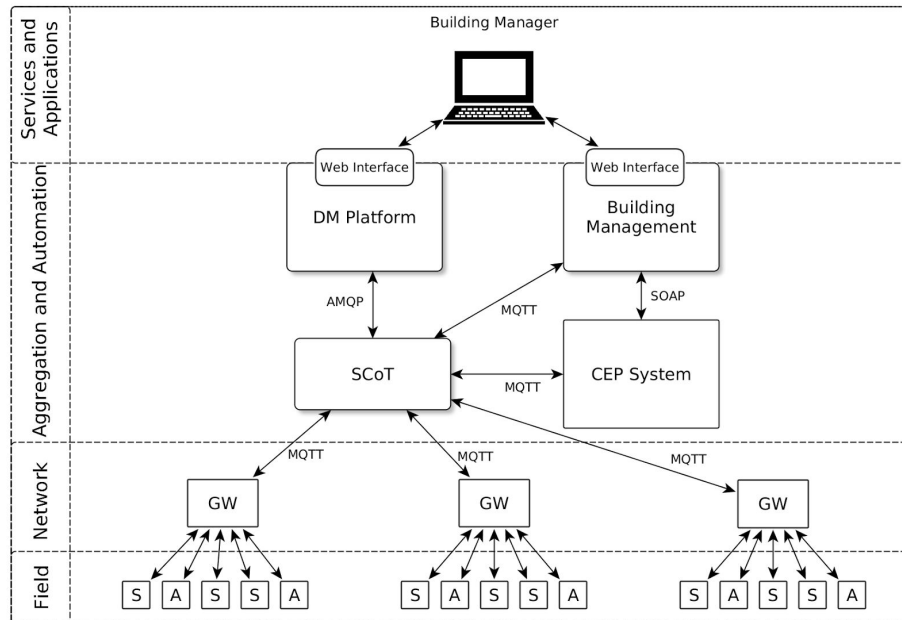 Building Manager
Services and
Applications
Web Interface
Web Interface
DM Platform
Building
Management
Aggregation and Automation
AMQP
MQTT
SOAP
SCoT
MQTT
CEP System
MQTT
MQTT
MQTT
Network
GW
GW
GW
Field
S A S S A
S A S S A
S A S S A